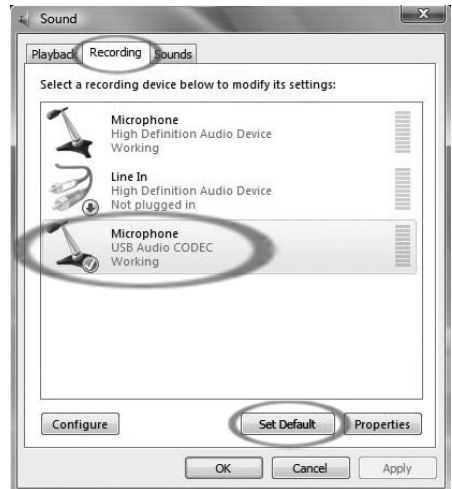 Sound
Playback Recording Sounds
Select a recording device below to modify its settings:
Microphone
High Definition Audio Device
Working
Line In
High Definition Audio Device
Not plugged in
Microphone
USB Audio CODEC
Working
Configure Set Default Properties
OK Cancel Apply